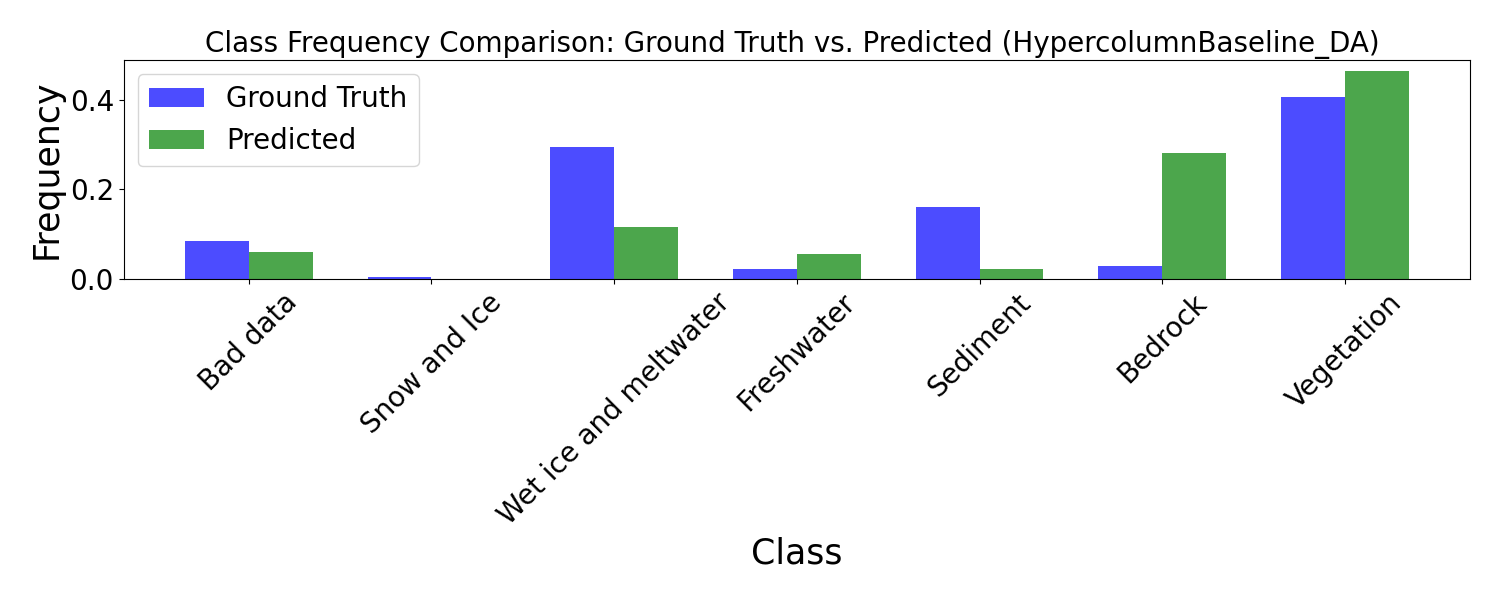 Class Frequency Comparison: Ground Truth vs. Predicted (HypercolumnBaseline_DA)
Ground Truth
Predicted
Frequency
0.4
0.2
0.0
Bad data
Snow and Ice
Wet ice and meltwater
Freshwater
Sediment
Bedrock
Vegetation
Class